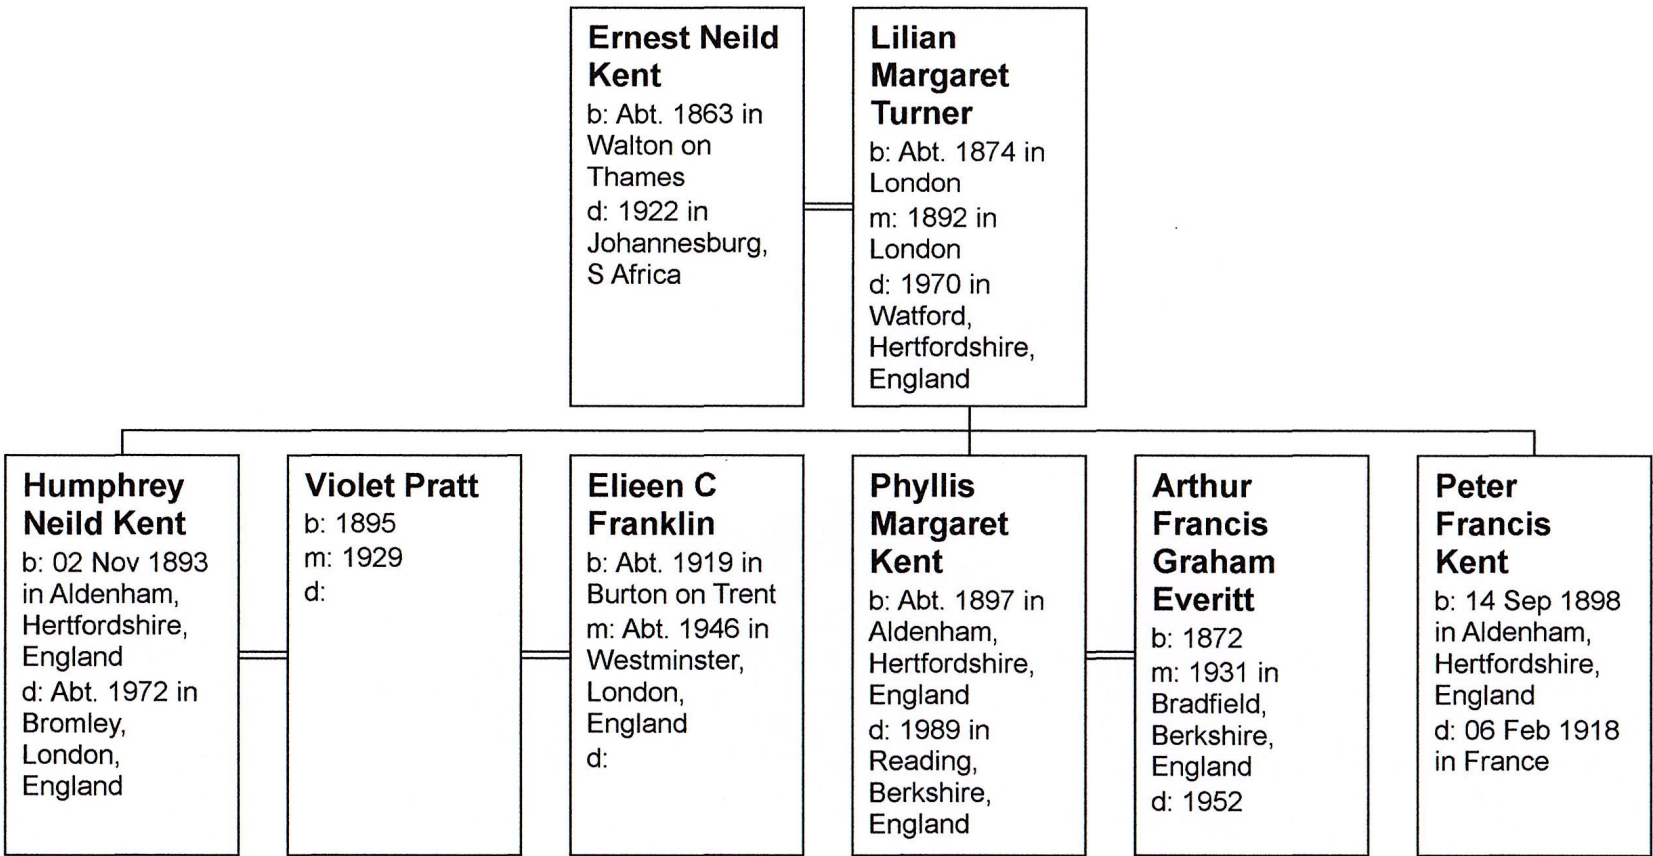 Ernest Neild
Kent
b: Abt. 1863 in
Walton on
Thames
d: 1922 in
Johannesburg,
S Africa
Lilian
Margaret
Turner
b: Abt. 1874 in
London
m: 1892 in
London
d: 1970 in
Watford,
Hertfordshire,
England
Humphrey
Neild Kent
b: 02 Nov 1893
in Aldenham,
Hertfordshire,
England
d: Abt. 1972 in
Bromley,
London,
England
Violet Pratt
b: 1895
m: 1929
d:
Elieen C
Franklin
b: Abt. 1919 in
Burton on Trent
m: Abt. 1946 in
Westminster,
London,
England
d:
Phyllis
Margaret
Kent
b: Abt. 1897 in
Aldenham,
Hertfordshire,
England
d: 1989 in
Reading,
Berkshire,
England
Arthur
Francis
Graham
Everitt
b: 1872
m: 1931 in
Bradfield,
Berkshire,
England
d: 1952
Peter
Francis
Kent
b: 14 Sep 1898
in Aldenham,
Hertfordshire,
England
d: 06 Feb 1918
in France